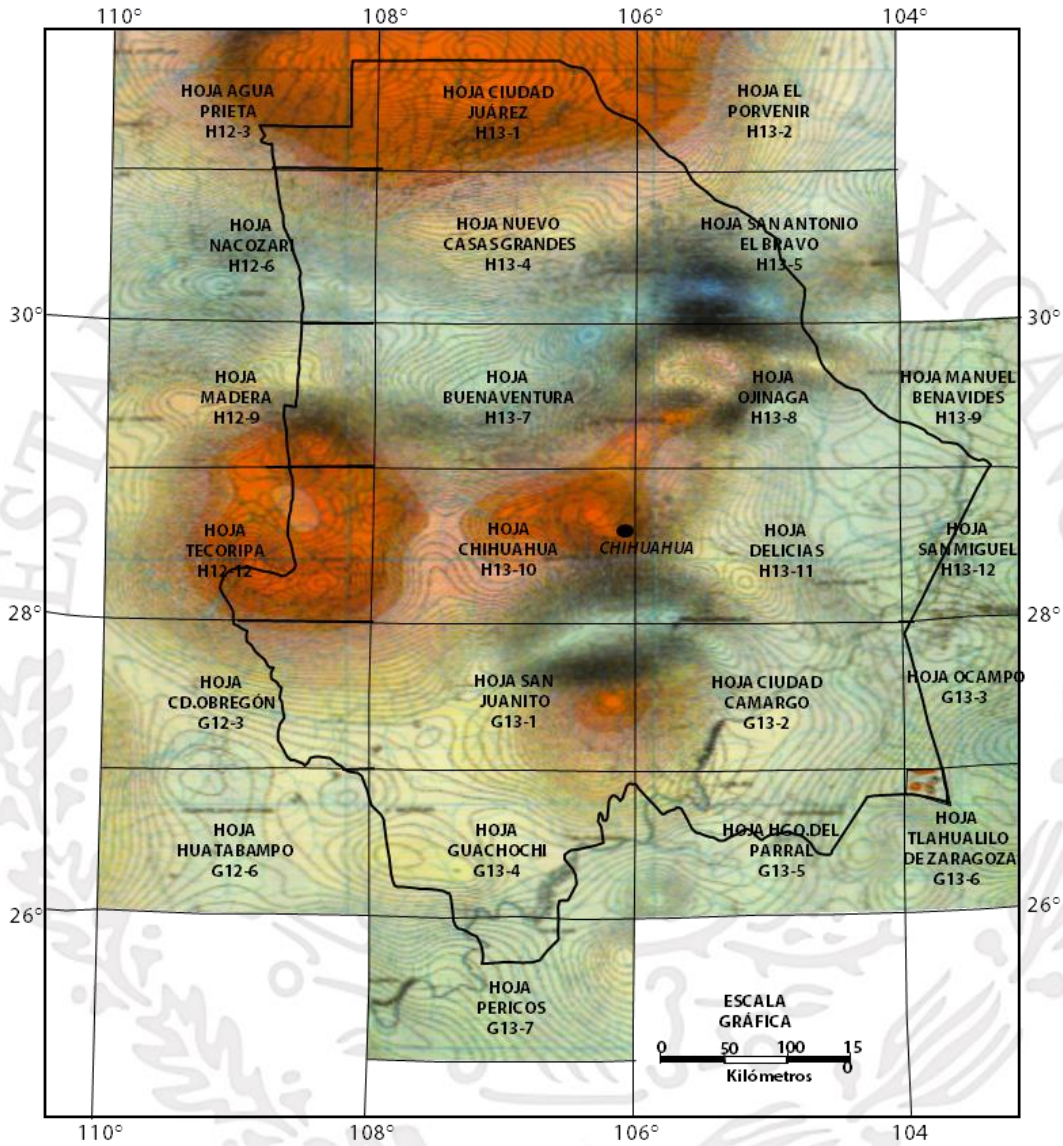 110°
108°
106°
104°
HOJA AGUA
PRIETA
H12-3
HOJA CIUDAD
JUÁREZ
H13-1
HOJA EL
PORVENIR
H13-2
HOJA
NACOZARI
H12-6
HOJA NUEVO
CASAS GRANDES
H13-4
HOJA SAN ANTONIO
EL BRAVO
H13-5
30°
30°
HOJA
MADERA
H12-9
HOJA
BUENAVENTURA
H13-7
HOJA
OJINAGA
H13-8
HOJA MANUEL
BENAVIDES
H13-9
HOJA
TECORIPA
H12-12
HOJA
CHIHUAHUA
H13-10
CHIHUAHUA
HOJA
DELICIAS
H13-11
HOJA
SAN MIGUEL
H13-12
28°
28°
HOJA
CD.OBREGÓN
G12-3
HOJA SAN
JUANITO
G13-1
HOJA CIUDAD
CAMARGO
G13-2
HOJA OCAMPO
G13-3
HOJA
HUATABAMPO
G12-6
HOJA
GUACHOCHI
G13-4
HOJA HGO.DEL
PARRAL
G13-5
HOJA
TLAHUALILO
DE ZARAGOZA
G13-6
26°
26°
HOJA
PERICOS
G13-7
ESCALA
GRÁFICA
0 50 100 15
0
Kilómetros
110°
108°
106°
104